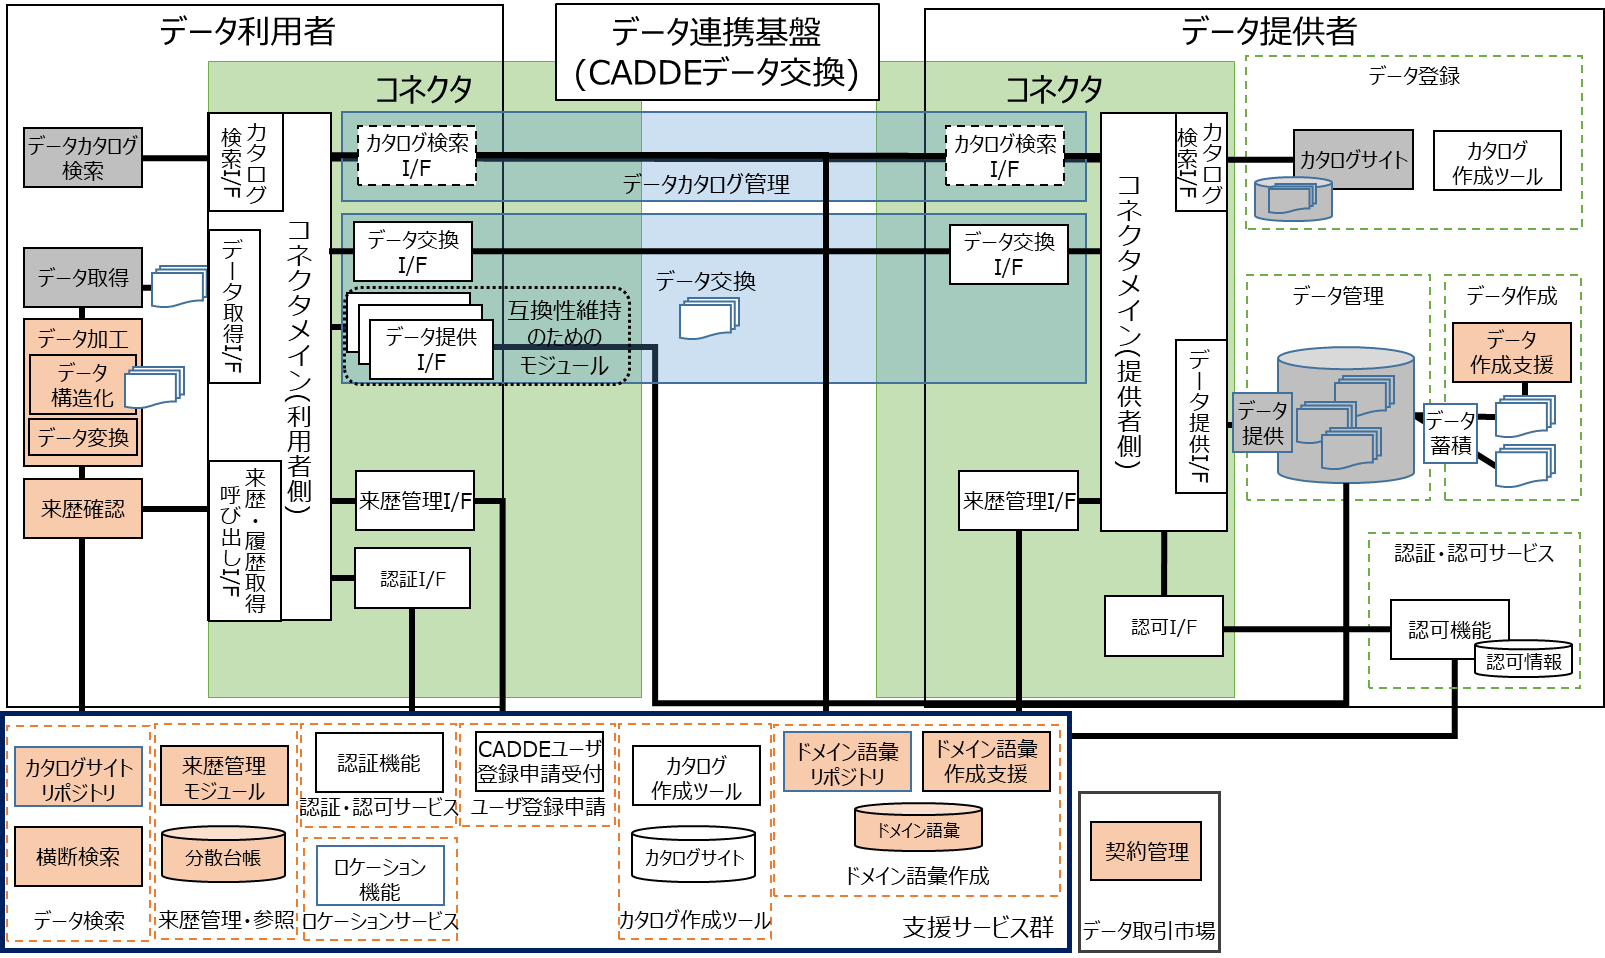 データ利用者
データ連携基盤
(CADDEデータ交換)
データ提供者
コネクタ
コネクタ
データカタログ
検索
データ取得
データ加工
データ
構造化
データ変換
来歴確認
カタログ
検索I/F
データ取得I/F
来歴・履歴取得
呼び出しI/F
コネクタメイン(利用者側)
カタログ検索
I/F
データ交換
I/F
データ提供
I/F
互換性維持
のための
モジュール
来歴管理I/F
認証I/F
データカタログ管理
データ交換
カタログ検索
I/F
データ交換
I/F
来歴管理I/F
コネクタメイン(提供者側)
カタログ
検索I/F
データ提供I/F
認可I/F
データ登録
カタログサイト
カタログ
作成ツール
データ管理
データ
提供
データ
蓄積
データ作成
データ
作成支援
認証・認可サービス
認可機能
認可情報
カタログサイト
リポジトリ
横断検索
データ検索
来歴管理
モジュール
分散台帳
来歴管理・参照
認証機能
認証・認可サービス
ロケーション
機能
ロケーションサービス
CADDEユーザ
登録申請受付
ユーザ登録申請
カタログ
作成ツール
カタログサイト
カタログ作成ツール
ドメイン語彙
リポジトリ
ドメイン語彙
作成支援
ドメイン語彙
ドメイン語彙作成
支援サービス群
契約管理
データ取引市場